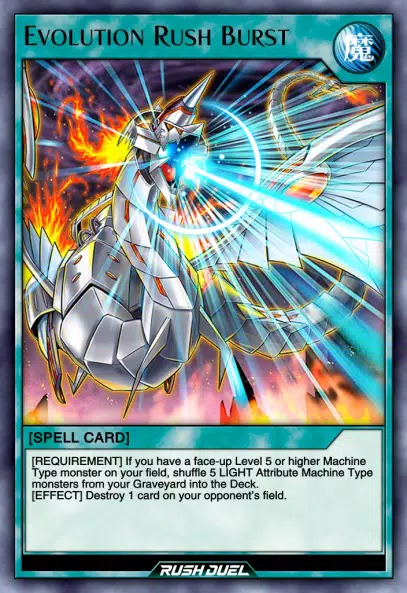 Evolution Rush Burst
魔
[SPELL CARD]
[REQUIREMENT] If you have a face-up Level 5 or higher Machine
Type monster on your field, shuffle 5 LIGHT Attribute Machine Type
monsters from your Graveyard into the Deck.
[EFFECT] Destroy 1 card on your opponent's field.
RUSH DUEL